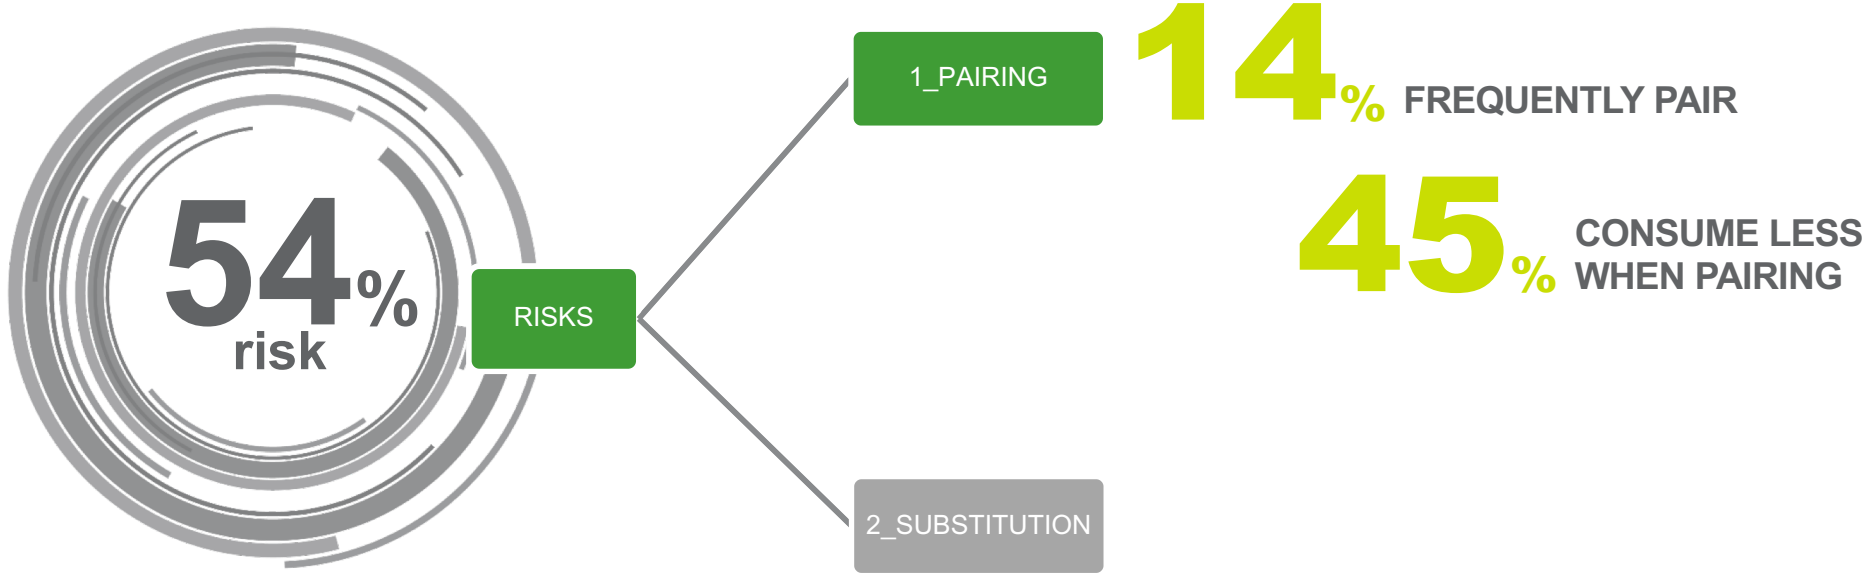 54%
risk
RISKS
1_PAIRING
14% FREQUENTLY PAIR
45% CONSUME LESS
WHEN PAIRING
2_SUBSTITUTION